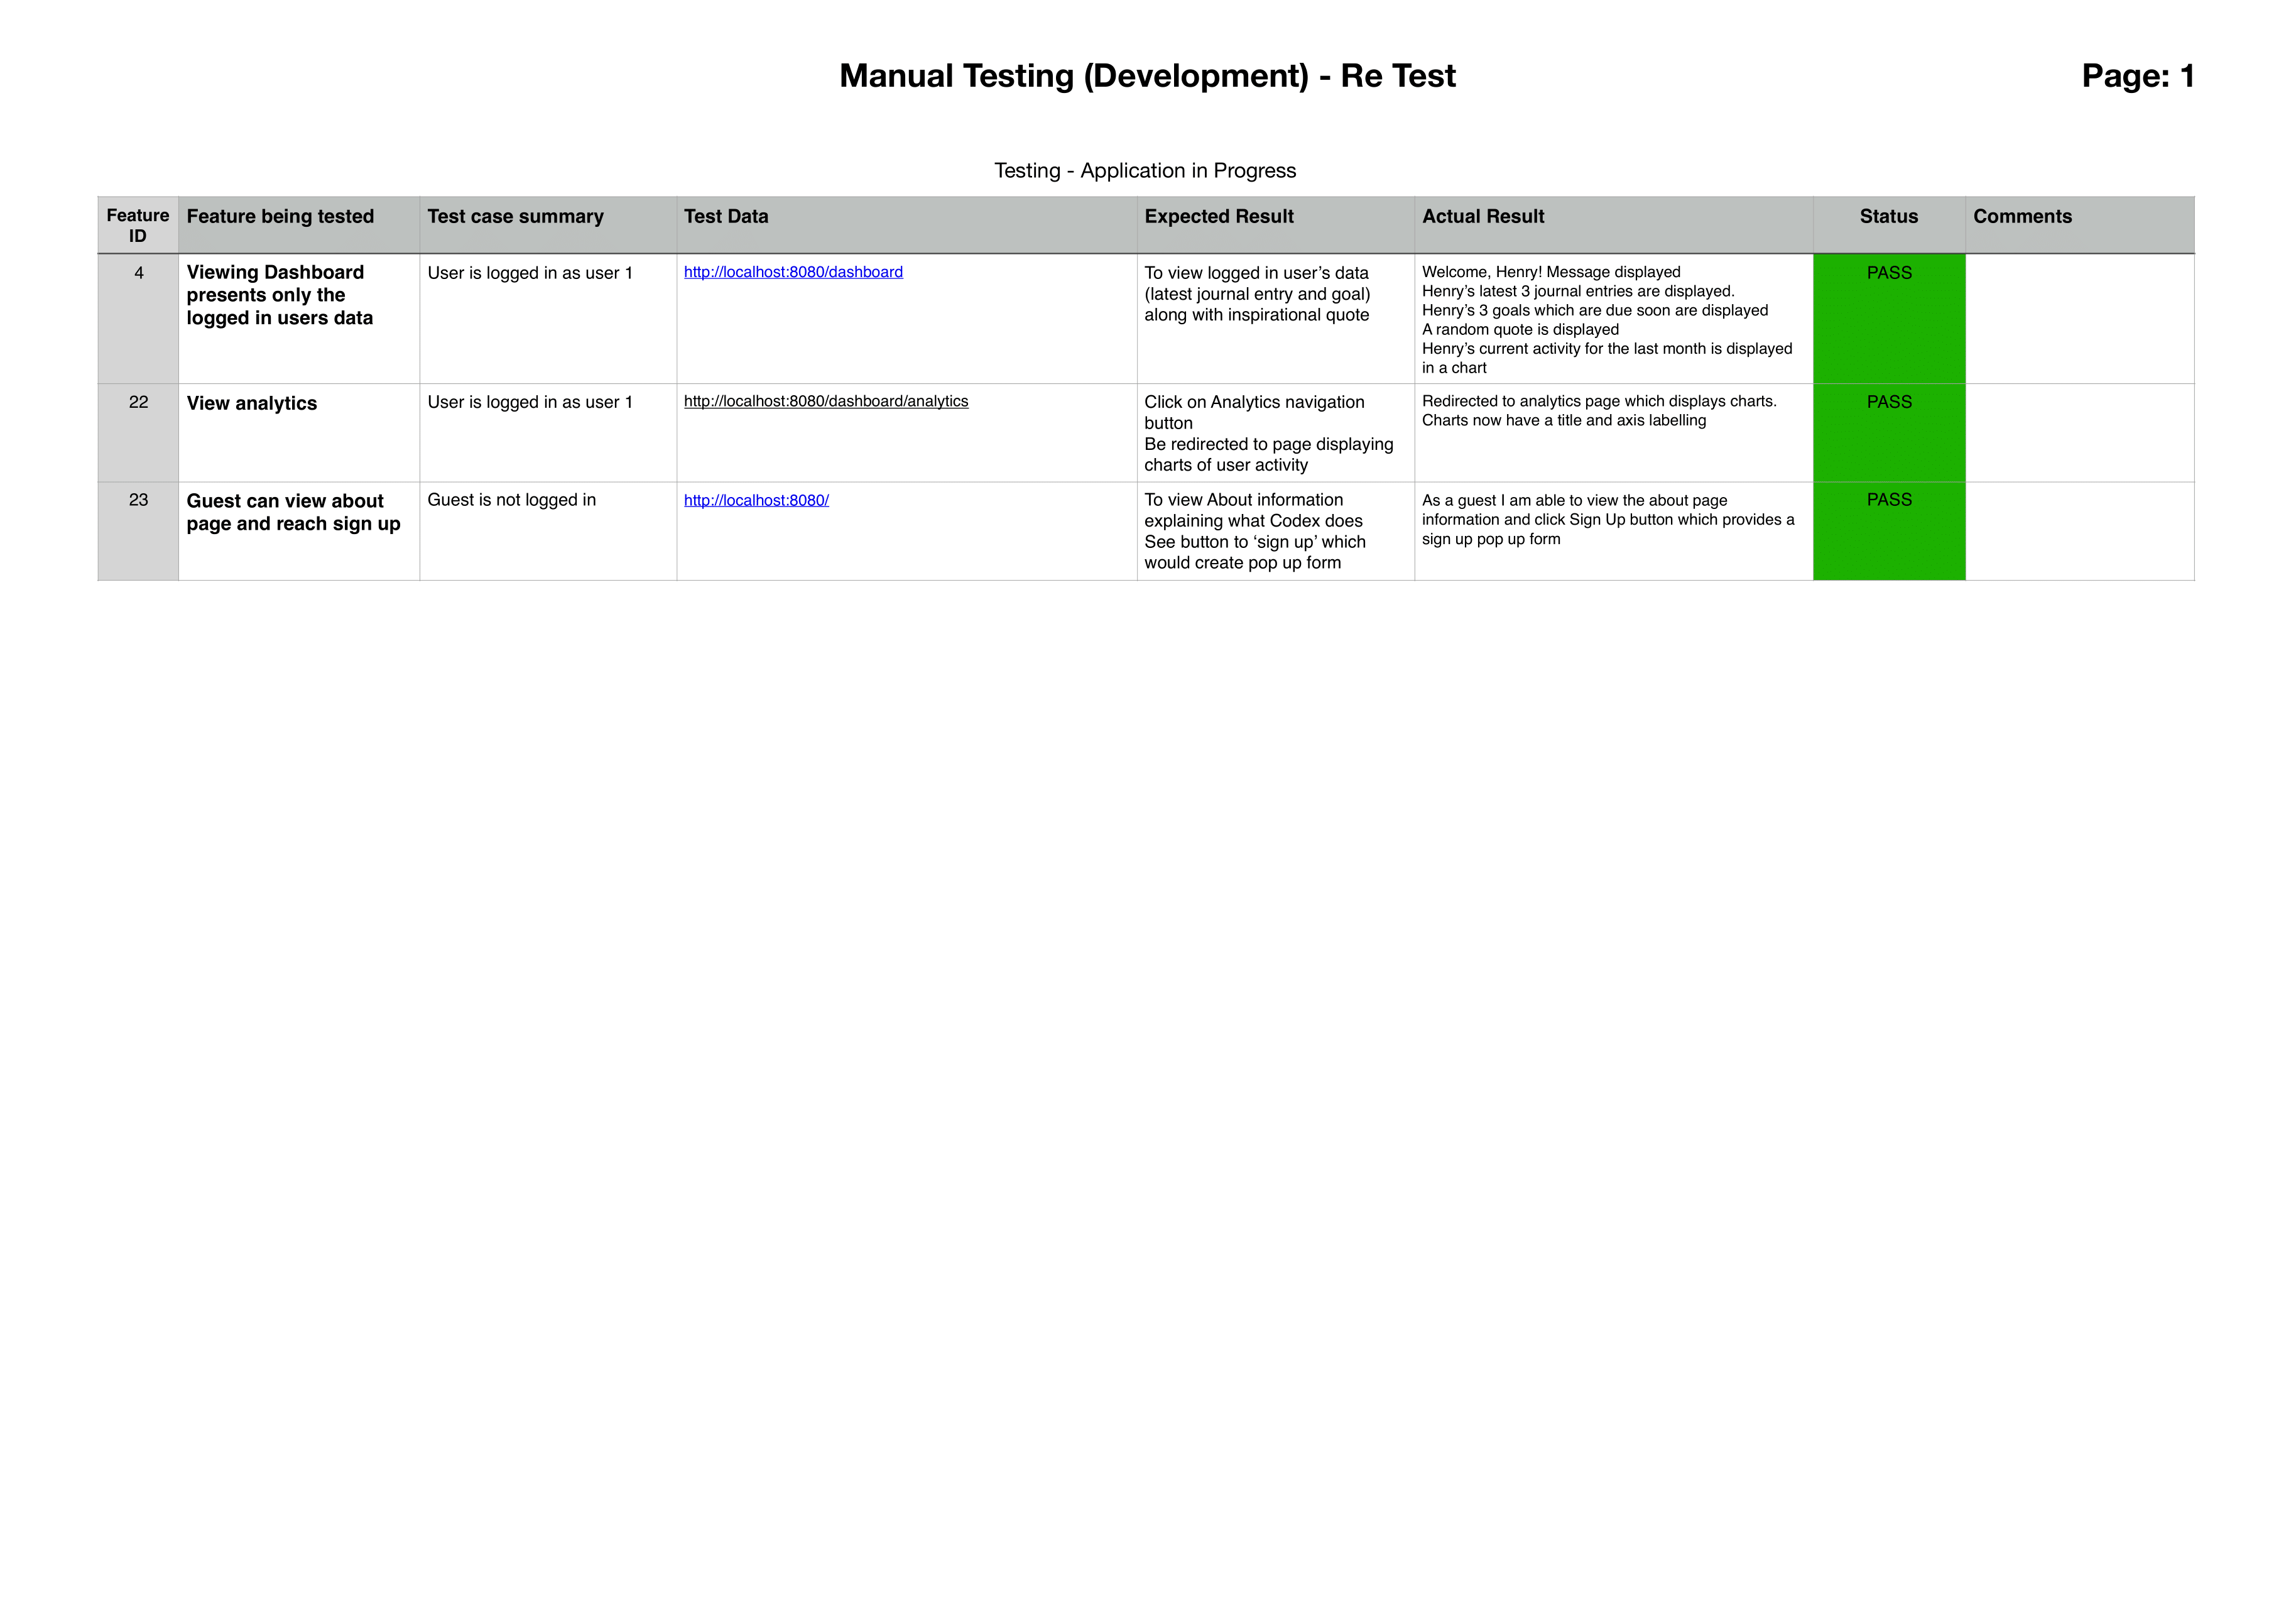 Manual Testing (Development) - Re Test
Page: 1
Testing - Application in Progress
Feature ID
Feature being tested
Test case summary
Test Data
Expected Result
Actual Result
Status
Comments
4
Viewing Dashboard
presents only the
logged in users data
User is logged in as user 1
http://localhost:8080/dashboard
To view logged in user’s data
(latest journal entry and goal)
along with inspirational quote
Welcome, Henry! Message displayed
Henry’s latest 3 journal entries are displayed.
Henry’s 3 goals which are due soon are displayed
A random quote is displayed
Henry’s current activity for the last month is displayed
in a chart
PASS
22
View analytics
User is logged in as user 1
http://localhost:8080/dashboard/analytics
Click on Analytics navigation
button
Be redirected to page displaying
charts of user activity
Redirected to analytics page which displays charts.
Charts now have a title and axis labelling
PASS
23
Guest can view about
page and reach sign up
Guest is not logged in
http://localhost:8080/
To view About information
explaining what Codex does
See button to ‘sign up’ which
would create pop up form
As a guest I am able to view the about page
information and click Sign Up button which provides a
sign up pop up form
PASS